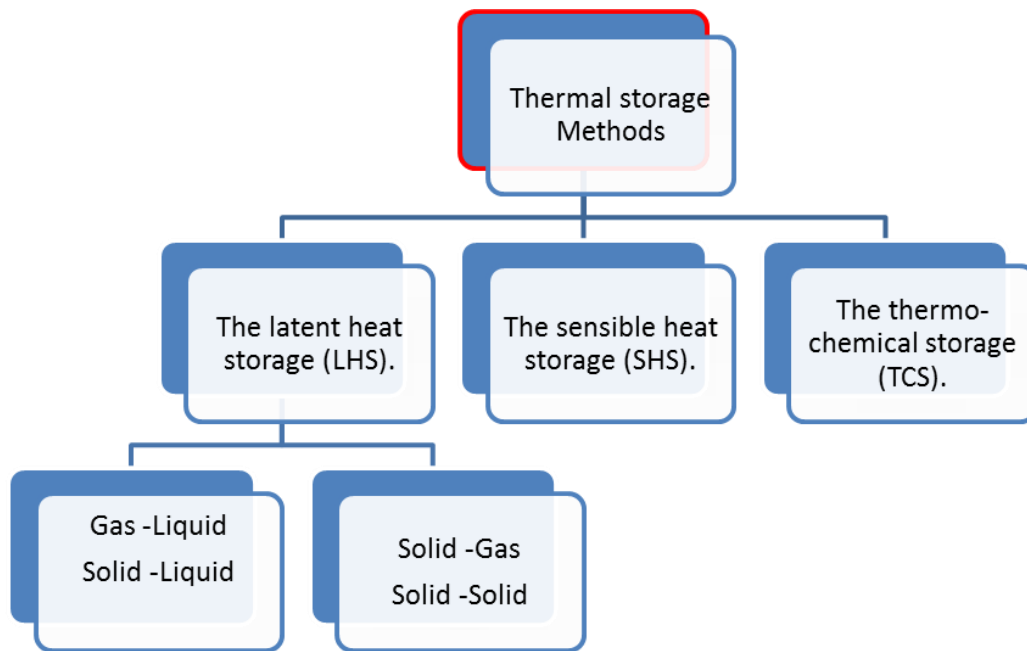 Thermal storage
Methods
The latent heat
storage (LHS).
The sensible heat
storage (SHS).
The thermo-
chemical storage
(TCS).
Gas -Liquid
Solid -Liquid
Solid -Gas
Solid -Solid